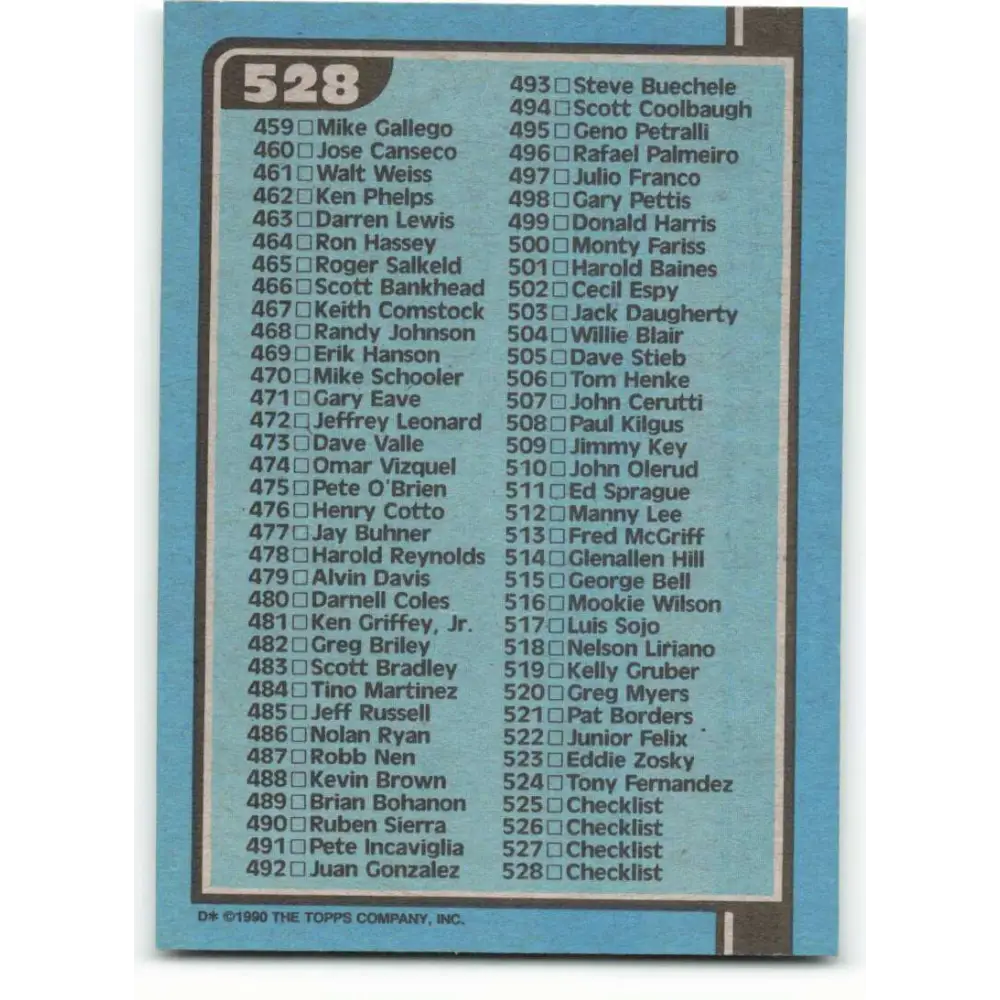 528
459 □ Mike Gallego
460 □ Jose Canseco
461 □ Walt Weiss
462 □ Ken Phelps
463 □ Darren Lewis
464 □ Ron Hassey
465 □ Roger Salkeld
466 □ Scott Bankhead
467 □ Keith Comstock
468 □ Randy Johnson
469 □ Erik Hanson
470 □ Mike Schooler
471 □ Gary Eave
472 □ Jeffrey Leonard
473 □ Dave Valle
474 □ Omar Vizquel
475 □ Pete O'Brien
476 □ Henry Cotto
477 □ Jay Buhner
478 □ Harold Reynolds
479 □ Alvin Davis
480 □ Darnell Coles
481 □ Ken Griffey, Jr.
482 □ Greg Briley
483 □ Scott Bradley
484 □ Tino Martinez
485 □ Jeff Russell
486 □ Nolan Ryan
487 □ Robb Nen
488 □ Kevin Brown
489 □ Brian Bohanon
490 □ Ruben Sierra
491 □ Pete Incaviglia
492 □ Juan Gonzalez
493 □ Steve Buechele
494 □ Scott Coolbaugh
495 □ Geno Petralli
496 □ Rafael Palmeiro
497 □ Julio Franco
498 □ Gary Pettis
499 □ Donald Harris
500 □ Monty Fariss
501 □ Harold Baines
502 □ Cecil Espy
503 □ Jack Daugherty
504 □ Willie Blair
505 □ Dave Stieb
506 □ Tom Henke
507 □ John Cerutti
508 □ Paul Kilgus
509 □ Jimmy Key
510 □ John Olerud
511 □ Ed Sprague
512 □ Manny Lee
513 □ Fred McGriff
514 □ Glenallen Hill
515 □ George Bell
516 □ Mookie Wilson
517 □ Luis Sojo
518 □ Nelson Liriano
519 □ Kelly Gruber
520 □ Greg Myers
521 □ Pat Borders
522 □ Junior Felix
523 □ Eddie Zosky
524 □ Tony Fernandez
525 □ Checklist
526 □ Checklist
527 □ Checklist
528 □ Checklist
D* ©1990 THE TOPPS COMPANY, INC.